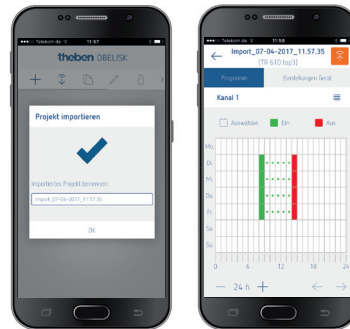 Telekom.de 11:57
theben OBELISK
Projekt importieren
Importiertes Projekt benennen:
Import_07-04-2017_11.57.35
OK
Telekom.de 11:58
Import_07-04-2017_11.57.35
[TR 610 top3]
Programm Einstellungen Gerät
Kanal 1
Auswählen Ein Aus
Mo.
Di.
Mi.
Do.
Fr.
Sa.
So.
0 6 12 18 24
24 h